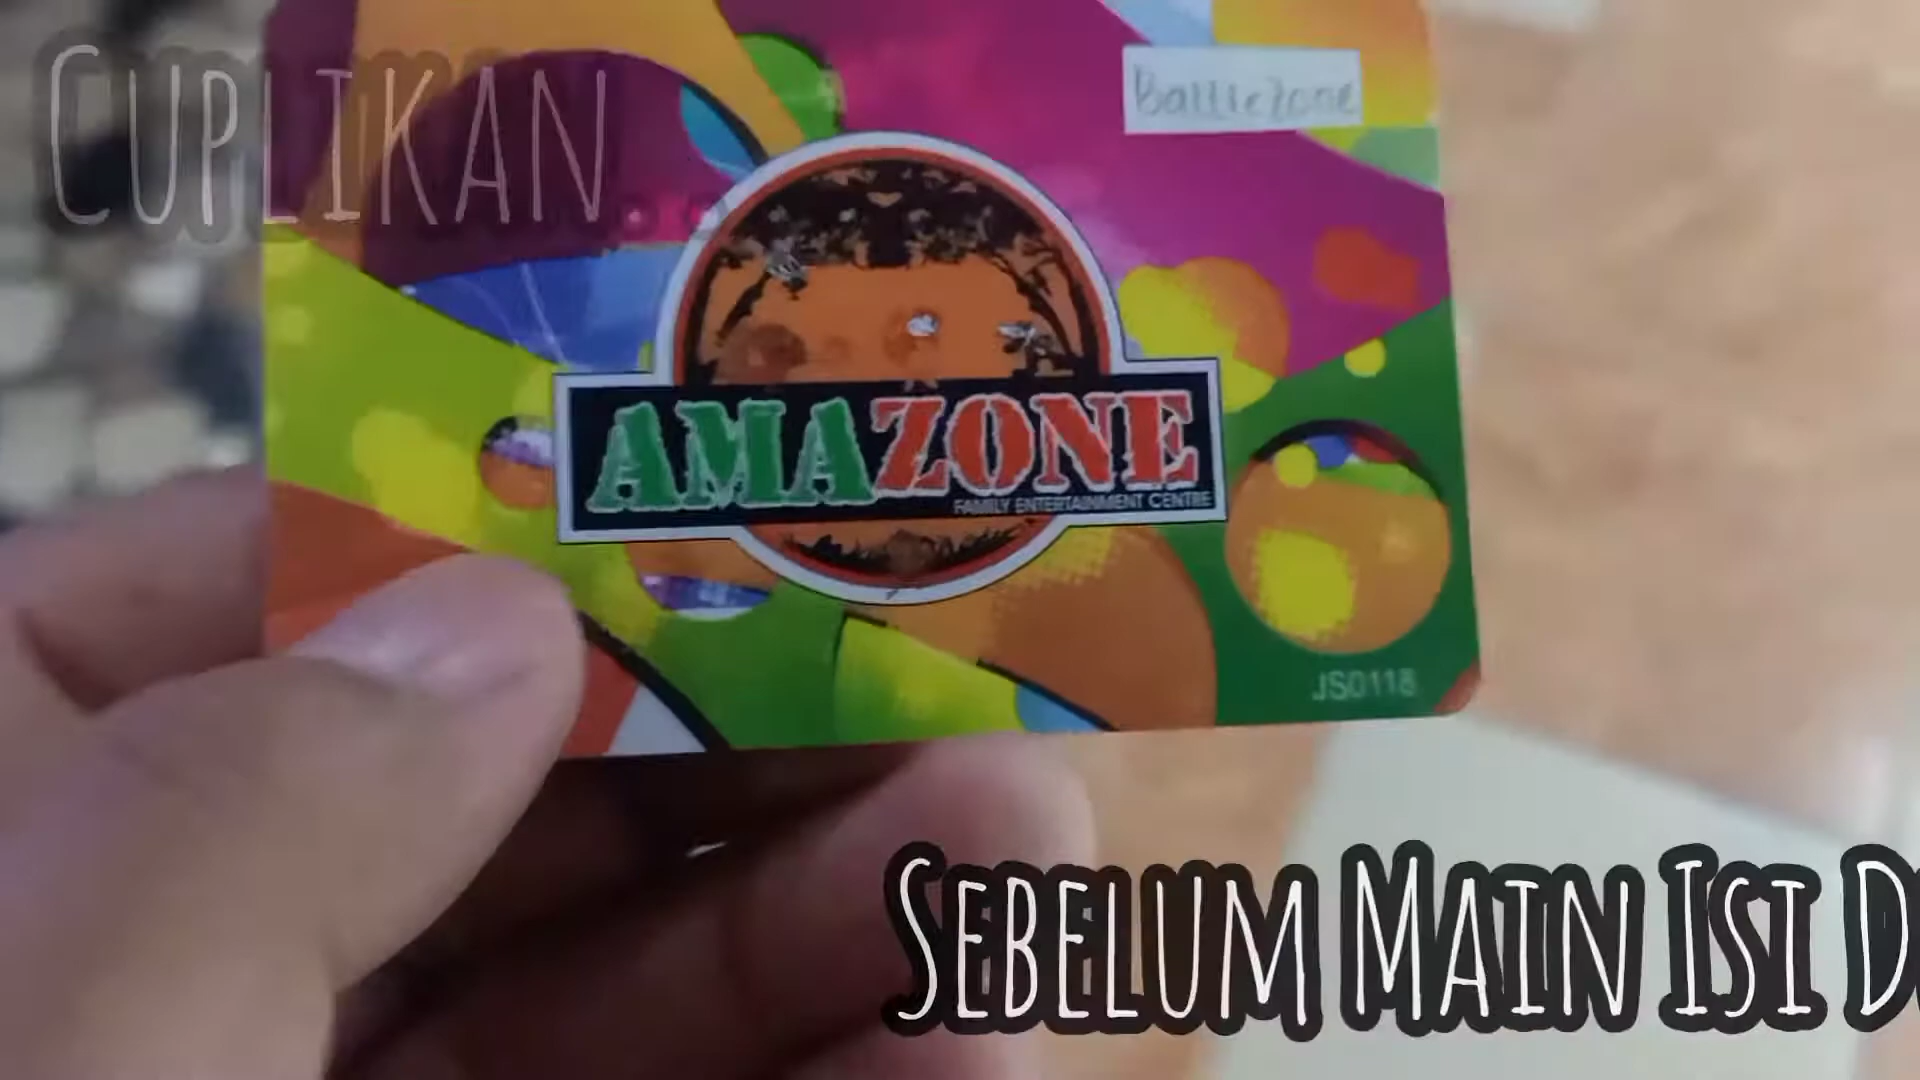 CUPLIKAN...
BattleZone
AMAZONE
FAMILY ENTERTAINMENT CENTRE
JS0118
SEBELUM MAIN ISI